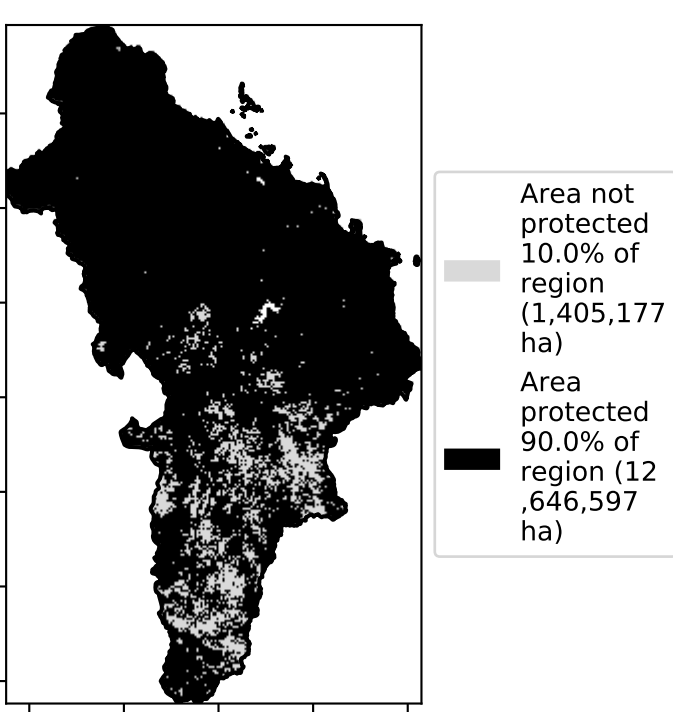 Area not
protected
10.0% of
region
(1,405,177
ha)
Area
protected
90.0% of
region (12
,646,597
ha)